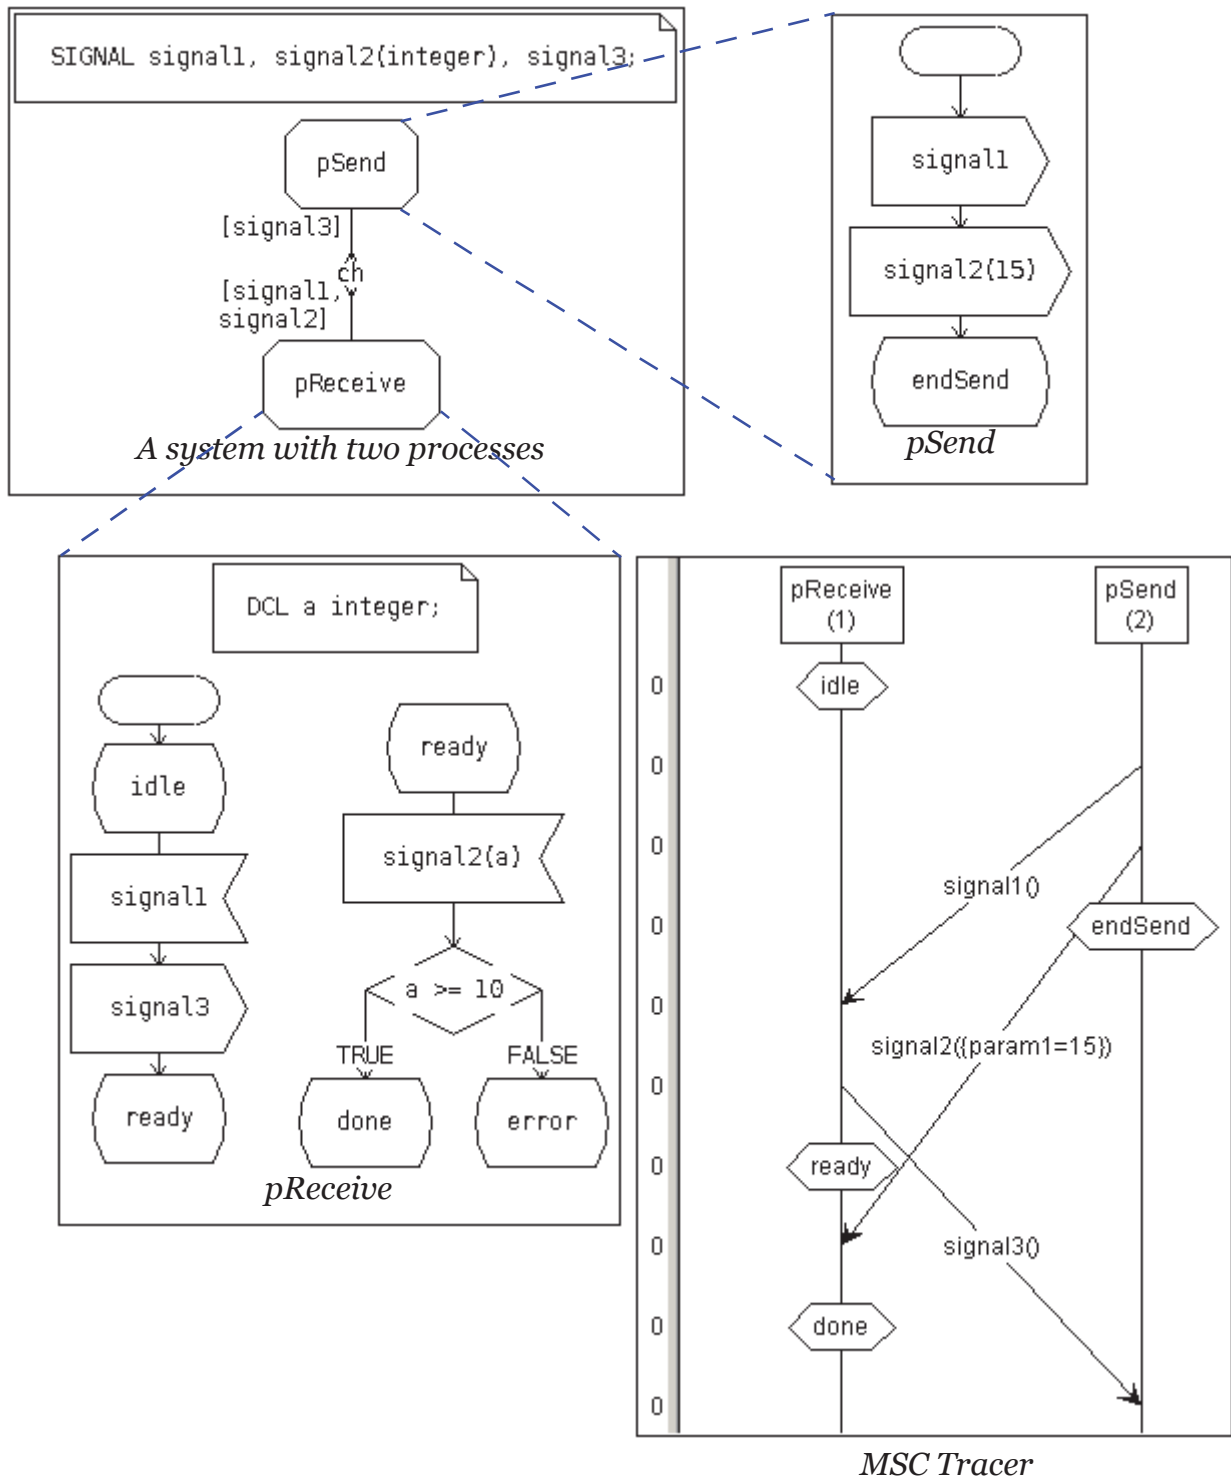 SIGNAL signal1, signal2(integer), signal3;
pSend
[signal3]
ch
[signal1,
signal2]
pReceive
A system with two processes
signal1
signal2(15)
endSend
pSend
DCL a integer;
idle
signal1
signal3
ready
ready
signal2(a)
a >= 10
TRUE
FALSE
done
error
pReceive
pReceive
(1)
pSend
(2)
0
idle
0
0
signal1()
0
endSend
0
signal2({param1=15})
0
0
ready
0
signal3()
0
done
0
MSC Tracer